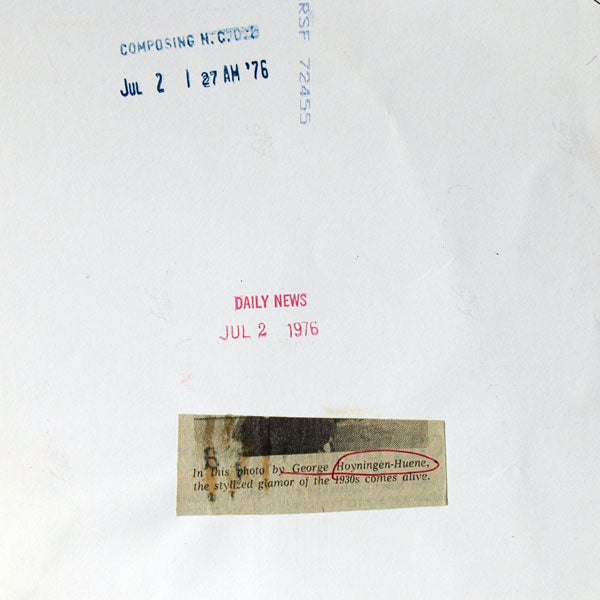 COMPOSING N.C.
JUL 2 1 27 AM '76
RSF 72455
DAILY NEWS
JUL 2 1976
In this photo by George Hoyningen-Huene,
the stylized glamor of the 1930s comes alive.